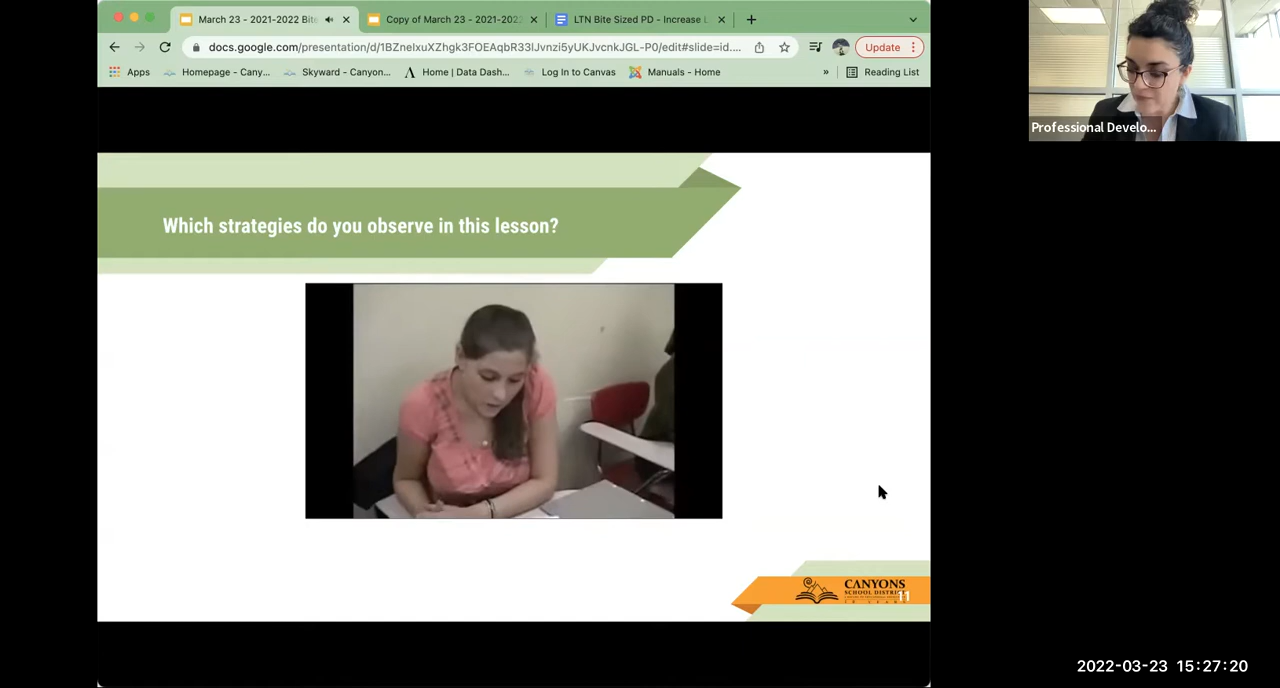 March 23 - 2021-2022 Bite
Copy of March 23 - 2021-2022
LTN Bite Sized PD - Increase L
docs.google.com/presentation/d/1BZneIxuXZhgk3FOEAqbR33IJvnzi5yUKJvcnkJGL-P0/edit#slide=id....
Update
Apps
Homepage - Cany...
Skyward - Canyon...
Home | Data Dash...
Log In to Canvas
Manuals - Home
»
Reading List
Professional Develo...
Which strategies do you observe in this lesson?
CANYONS
SCHOOL DISTRICT
11
2022-03-23 15:27:20